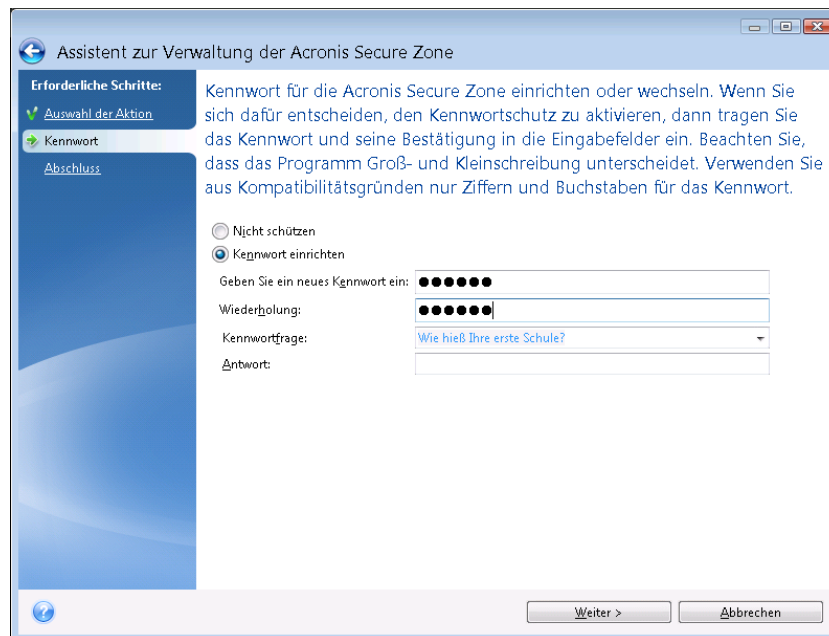 Assistent zur Verwaltung der Acronis Secure Zone
Erforderliche Schritte:
Auswahl der Aktion
Kennwort
Abschluss
Kennwort für die Acronis Secure Zone einrichten oder wechseln. Wenn Sie
sich dafür entscheiden, den Kennwortschutz zu aktivieren, dann tragen Sie
das Kennwort und seine Bestätigung in die Eingabefelder ein. Beachten Sie,
dass das Programm Groß- und Kleinschreibung unterscheidet. Verwenden Sie
aus Kompatibilitätsgründen nur Ziffern und Buchstaben für das Kennwort.
Nicht schützen
Kennwort einrichten
Geben Sie ein neues Kennwort ein: ●●●●●●
Wiederholung: ●●●●●●
Kennwortfrage: Wie hieß Ihre erste Schule?
Antwort:
Weiter > Abbrechen